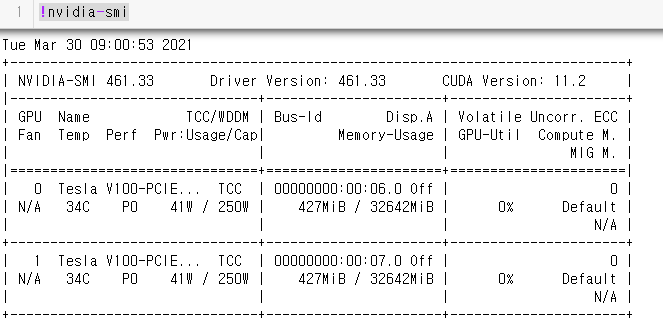 1 !nvidia-smi
Tue Mar 30 09:00:53 2021
+-----------------------------------------------------------------------------+
| NVIDIA-SMI 461.33       Driver Version: 461.33       CUDA Version: 11.2     |
|-------------------------------+----------------------+----------------------+
| GPU  Name            TCC/WDDM | Bus-Id        Disp.A | Volatile Uncorr. ECC |
| Fan  Temp  Perf  Pwr:Usage/Cap|         Memory-Usage | GPU-Util  Compute M. |
|                               |                      |               MIG M. |
|===============================+======================+======================|
|   0  Tesla V100-PCIE...  TCC  | 00000000:00:06.0 Off |                    0 |
| N/A   34C    P0    41W / 250W |    427MiB / 32642MiB |      0%      Default |
|                               |                      |                  N/A |
+-------------------------------+----------------------+----------------------+
|   1  Tesla V100-PCIE...  TCC  | 00000000:00:07.0 Off |                    0 |
| N/A   34C    P0    41W / 250W |    427MiB / 32642MiB |      0%      Default |
|                               |                      |                  N/A |
+-------------------------------+----------------------+----------------------+